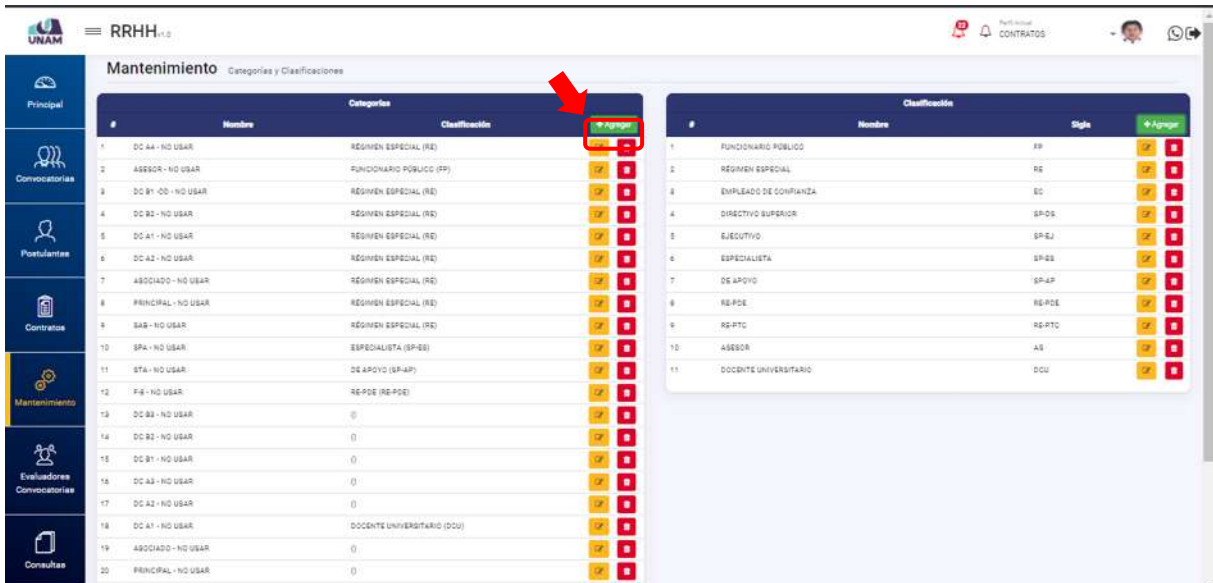 UNAM
RRHH v1.0
22
Perfil Actual
CONTRATOS
Principal
Convocatorias
Postulantes
Contratos
Mantenimiento
Evaluadores
Convocatorias
Consultas
Mantenimiento Categorías y Clasificaciones
Categorías
# Nombre Clasificación + Agregar
1 DC A4 - NO USAR RÉGIMEN ESPECIAL (RE)
2 ASESOR - NO USAR FUNCIONARIO PÚBLICO (FP)
3 DC B1 -DD - NO USAR RÉGIMEN ESPECIAL (RE)
4 DC B2 - NO USAR RÉGIMEN ESPECIAL (RE)
5 DC A1 - NO USAR RÉGIMEN ESPECIAL (RE)
6 DC A2 - NO USAR RÉGIMEN ESPECIAL (RE)
7 ASOCIADO - NO USAR RÉGIMEN ESPECIAL (RE)
8 PRINCIPAL - NO USAR RÉGIMEN ESPECIAL (RE)
9 SAB - NO USAR RÉGIMEN ESPECIAL (RE)
10 SPA - NO USAR ESPECIALISTA (SP-ES)
11 STA - NO USAR DE APOYO (SP-AP)
12 - NO USAR RE-PDE (RE-PDE)
13 DC B3 - NO USAR ()
14 DC B2 - NO USAR ()
15 DC B1 - NO USAR ()
16 DC A3 - NO USAR ()
17 DC A2 - NO USAR ()
18 DC A1 - NO USAR DOCENTE UNIVERSITARIO (DCU)
19 ASOCIADO - NO USAR ()
20 PRINCIPAL - NO USAR ()
Clasificación
# Nombre Sigla + Agregar
1 FUNCIONARIO PÚBLICO FP
2 RÉGIMEN ESPECIAL RE
3 EMPLEADO DE CONFIANZA EC
4 DIRECTIVO SUPERIOR SP-DS
5 EJECUTIVO SP-EJ
6 ESPECIALISTA SP-ES
7 DE APOYO SP-AP
8 RE-PDE RE-PDE
9 RE-PTC RE-PTC
10 ASESOR AS
11 DOCENTE UNIVERSITARIO DCU